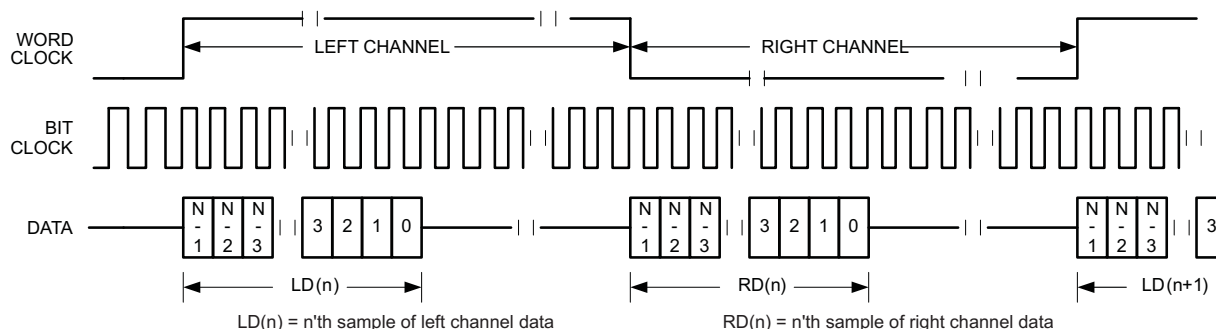 WORD
CLOCK
LEFT CHANNEL
RIGHT CHANNEL
BIT
CLOCK
DATA
N
-
1
N
-
2
N
-
3
3
2
1
0
N
-
1
N
-
2
N
-
3
3
2
1
0
N
-
1
N
-
2
N
-
3
3
LD(n)
RD(n)
LD(n+1)
LD(n) = n'th sample of left channel data
RD(n) = n'th sample of right channel data